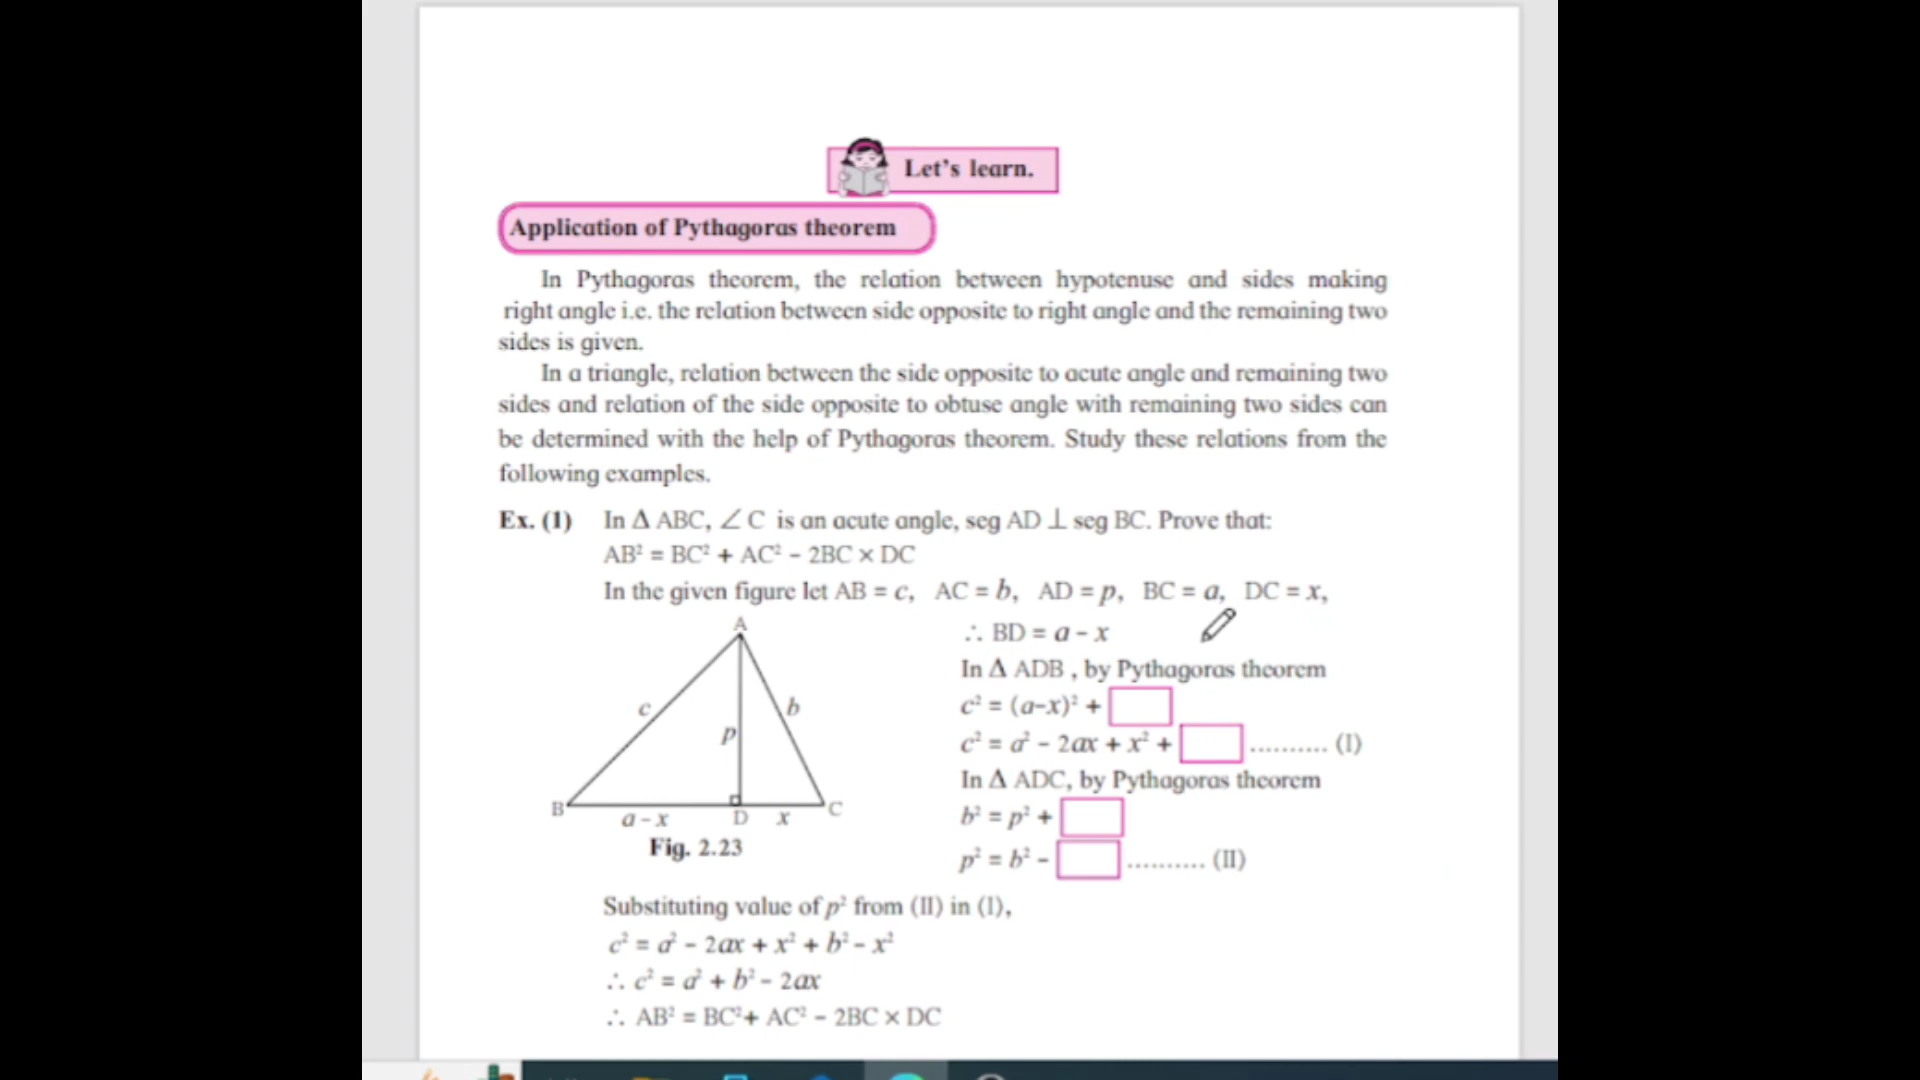 Let's learn.
Application of Pythagoras theorem
In Pythagoras theorem, the relation between hypotenuse and sides making
right angle i.e. the relation between side opposite to right angle and the remaining two
sides is given.
In a triangle, relation between the side opposite to acute angle and remaining two
sides and relation of the side opposite to obtuse angle with remaining two sides can
be determined with the help of Pythagoras theorem. Study these relations from the
following examples.
Ex. (1) In Δ ABC, ∠ C is an acute angle, seg AD ⊥ seg BC. Prove that:
AB² = BC² + AC² - 2BC × DC
In the given figure let AB = c, AC = b, AD = p, BC = a, DC = x,
A
c
b
p
B
a - x
D
x
C
Fig. 2.23
∴ BD = a - x
In Δ ADB , by Pythagoras theorem
c² = (a-x)² +
c² = a² - 2ax + x² + .......... (I)
In Δ ADC, by Pythagoras theorem
b² = p² +
p² = b² - .......... (II)
Substituting value of p² from (II) in (I),
c² = a² - 2ax + x² + b² - x²
∴ c² = a² + b² - 2ax
∴ AB² = BC² + AC² - 2BC × DC